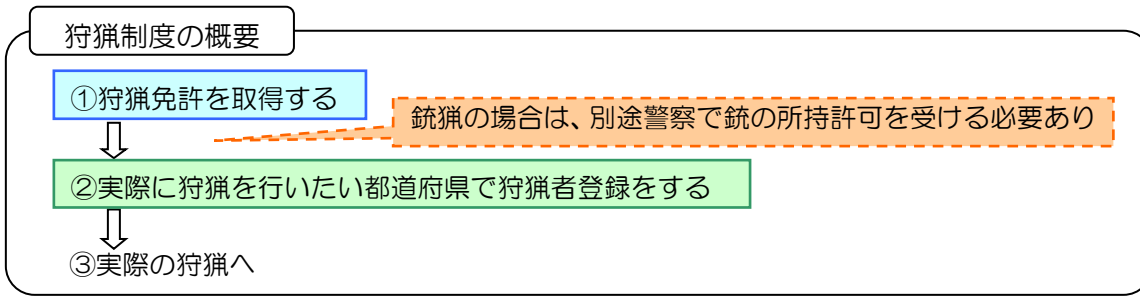 狩猟制度の概要
①狩猟免許を取得する
銃猟の場合は、別途警察で銃の所持許可を受ける必要あり
②実際に狩猟を行いたい都道府県で狩猟者登録をする
③実際の狩猟へ